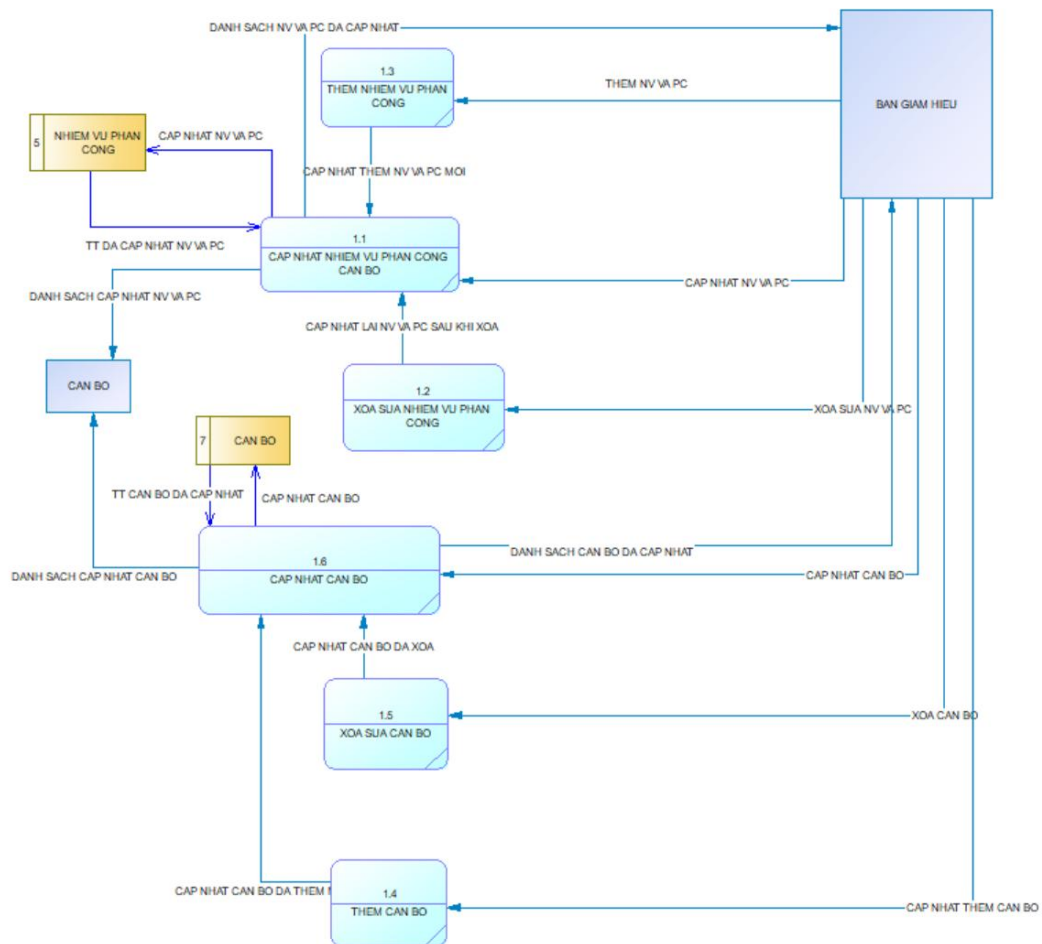 DANH SACH NV VA PC DA CAP NHAT
1.3
THEM NHIEM VU PHAN
CONG
THEM NV VA PC
BAN GIAM HIEU
5
NHIEM VU PHAN
CONG
CAP NHAT NV VA PC
CAP NHAT THEM NV VA PC MOI
TT DA CAP NHAT NV VA PC
1.1
CAP NHAT NHIEM VU PHAN CONG
CAN BO
CAP NHAT NV VA PC
DANH SACH CAP NHAT NV VA PC
CAP NHAT LAI NV VA PC SAU KHI XOA
CAN BO
1.2
XOA SUA NHIEM VU PHAN
CONG
XOA SUA NV VA PC
7
CAN BO
TT CAN BO DA CAP NHAT
CAP NHAT CAN BO
1.6
CAP NHAT CAN BO
DANH SACH CAN BO DA CAP NHAT
DANH SACH CAP NHAT CAN BO
CAP NHAT CAN BO
CAP NHAT CAN BO DA XOA
1.5
XOA SUA CAN BO
XOA CAN BO
CAP NHAT CAN BO DA THEM
1.4
THEM CAN BO
CAP NHAT THEM CAN BO